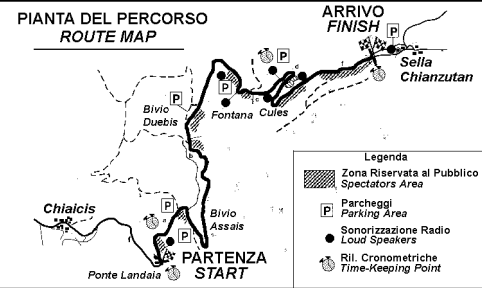 PIANTA DEL PERCORSO
ROUTE MAP
ARRIVO
FINISH
P
Sella
Chianzutan
P
P
Bivio
Duebis
P
Fontana
Cules
Legenda
Zona Riservata al Pubblico
Spectators Area
P
Parcheggi
Parking Area
Sonorizzazione Radio
Loud Speakers
Ril. Cronometriche
Time-Keeping Point
Chiaicis
P
P
Bivio
Assais
PARTENZA
START
Ponte Landaia